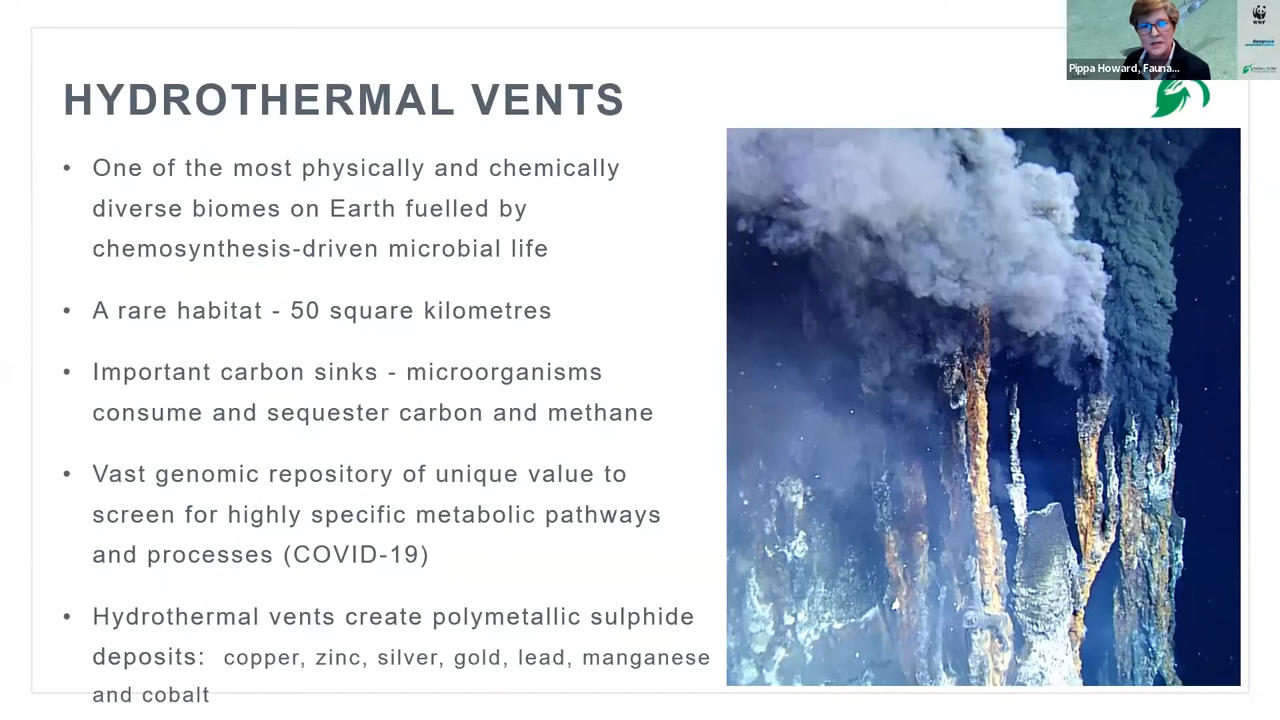 WWF
Pippa Howard, Fauna...
HYDROTHERMAL VENTS
• One of the most physically and chemically
diverse biomes on Earth fuelled by
chemosynthesis-driven microbial life
• A rare habitat - 50 square kilometres
• Important carbon sinks - microorganisms
consume and sequester carbon and methane
• Vast genomic repository of unique value to
screen for highly specific metabolic pathways
and processes (COVID-19)
• Hydrothermal vents create polymetallic sulphide
deposits: copper, zinc, silver, gold, lead, manganese
and cobalt